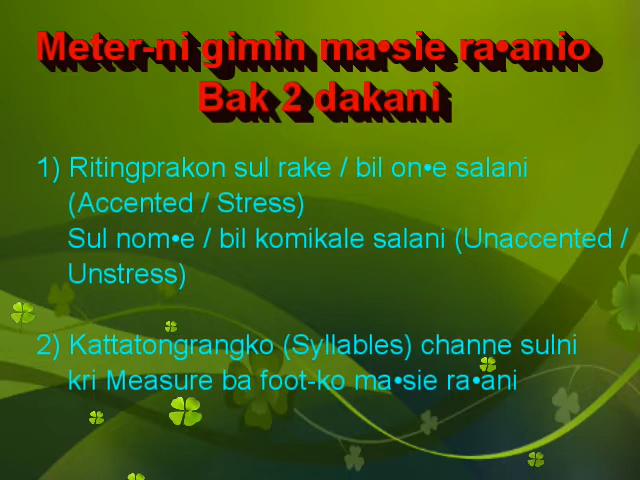 Meter-ni gimin ma•sie ra•anio
Bak 2 dakani
1) Ritingprakon sul rake / bil on•e salani
(Accented / Stress)
Sul nom•e / bil komikale salani (Unaccented /
Unstress)
2) Kattatongrangko (Syllables) channe sulni
kri Measure ba foot-ko ma•sie ra•ani